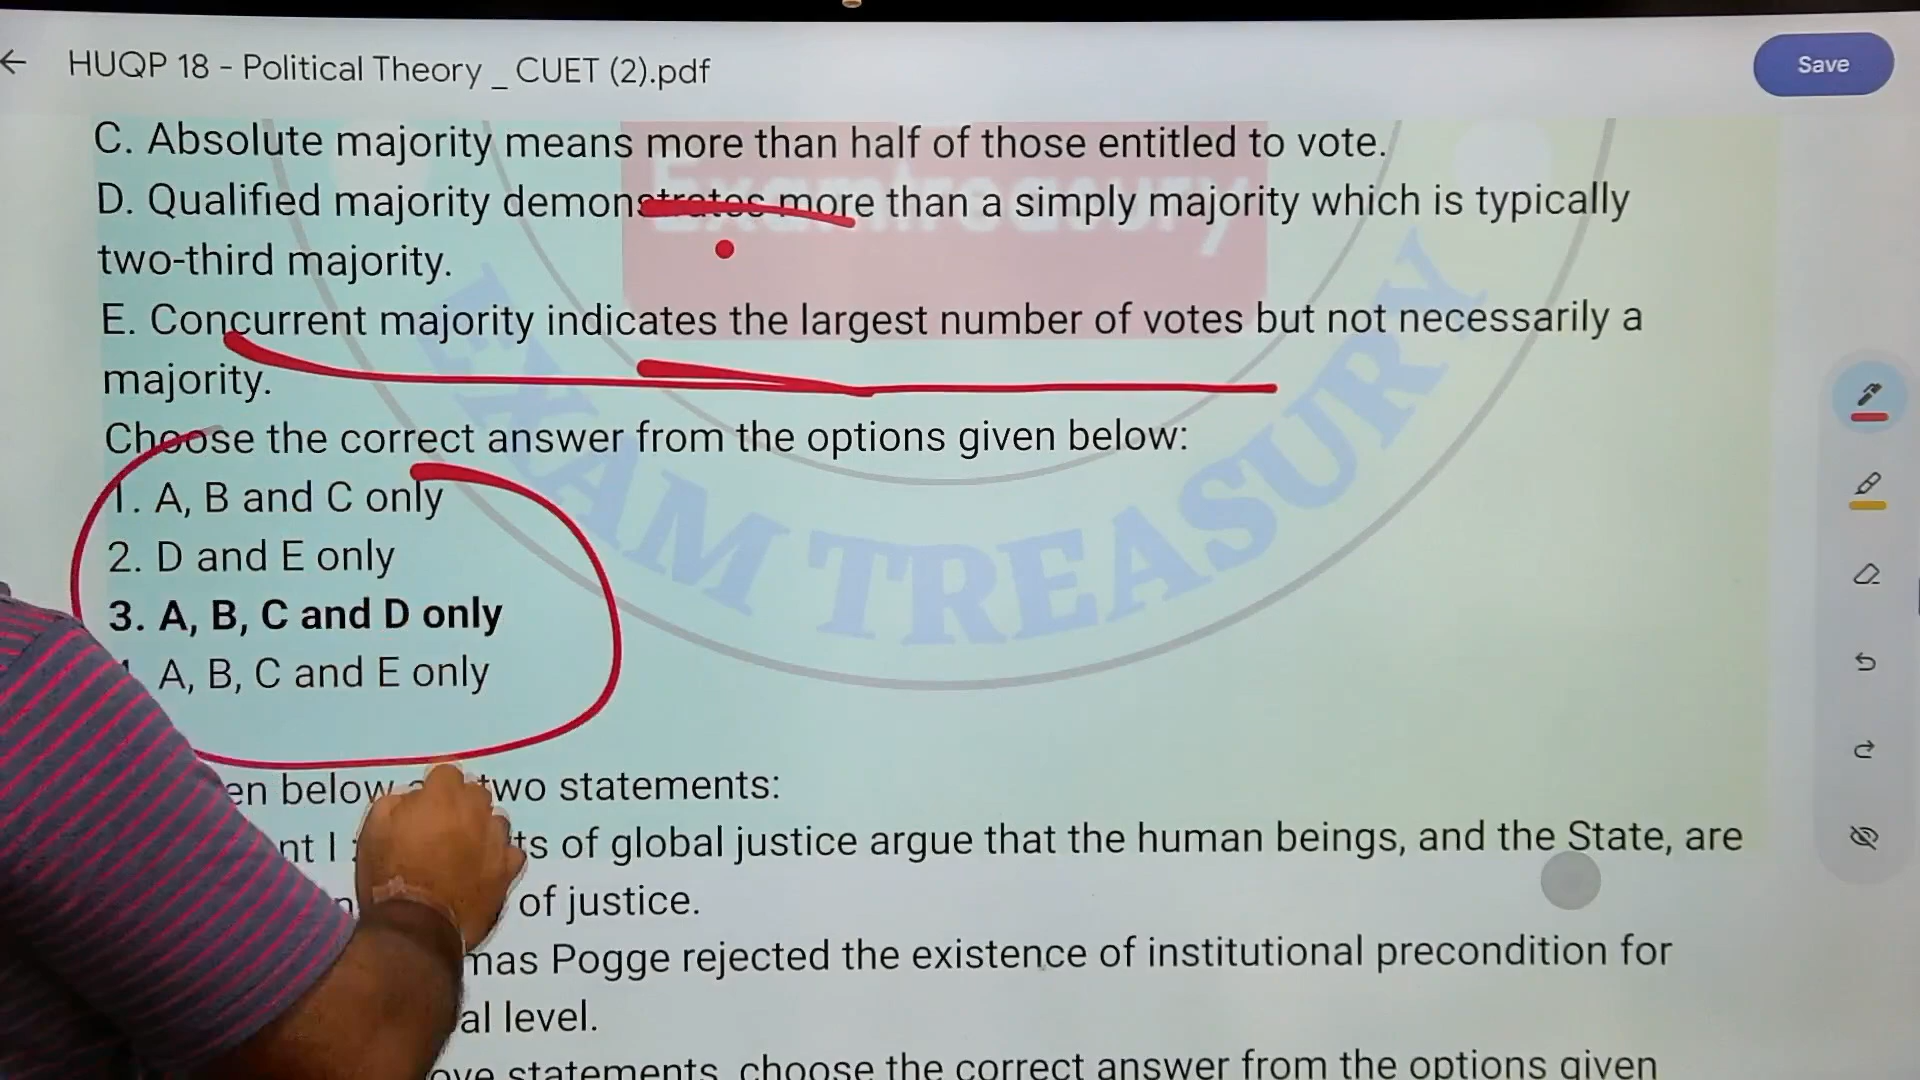 HUQP 18 - Political Theory _ CUET (2).pdf
Save
C. Absolute majority means more than half of those entitled to vote.
D. Qualified majority demonstrates more than a simply majority which is typically
two-third majority.
E. Concurrent majority indicates the largest number of votes but not necessarily a
majority.
Choose the correct answer from the options given below:
1. A, B and C only
2. D and E only
3. A, B, C and D only
A, B, C and E only
below two statements:
I of global justice argue that the human beings, and the State, are
of justice.
Pogge rejected the existence of institutional precondition for
level.
statements, choose the correct answer from the options given
Examtreasury
EXAM TREASURY